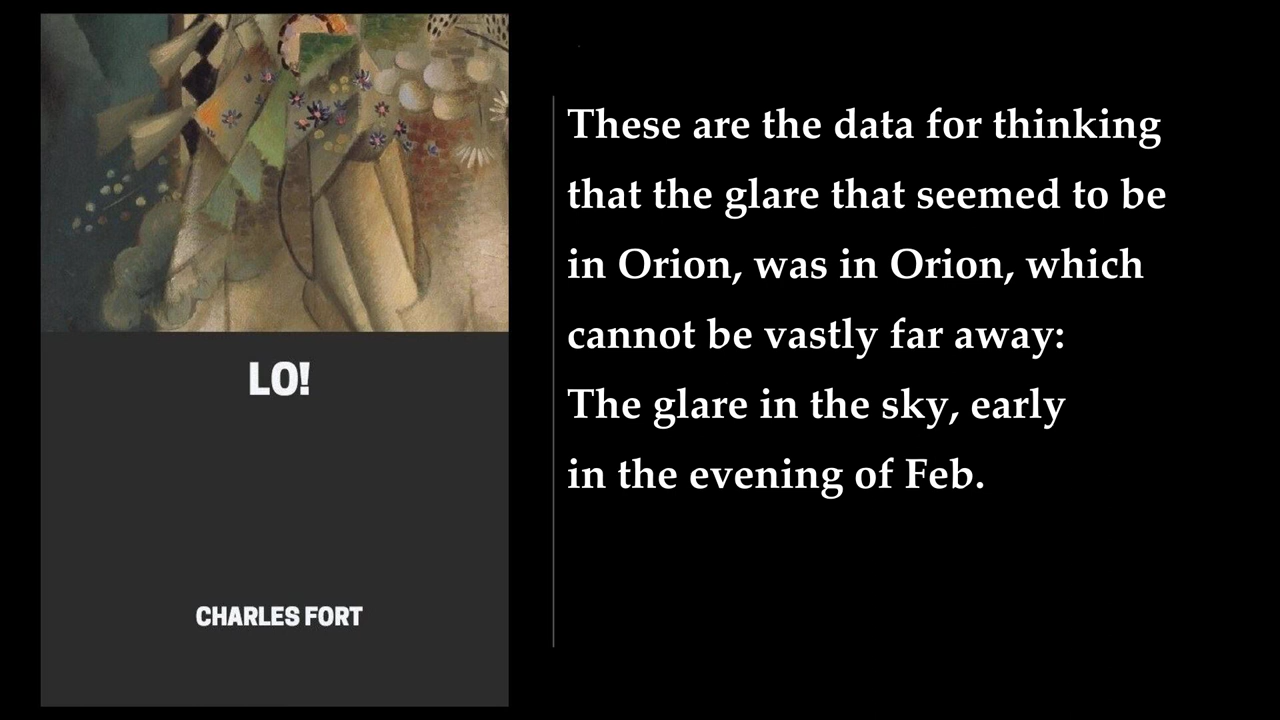 LO!
CHARLES FORT
These are the data for thinking
that the glare that seemed to be
in Orion, was in Orion, which
cannot be vastly far away:
The glare in the sky, early
in the evening of Feb.